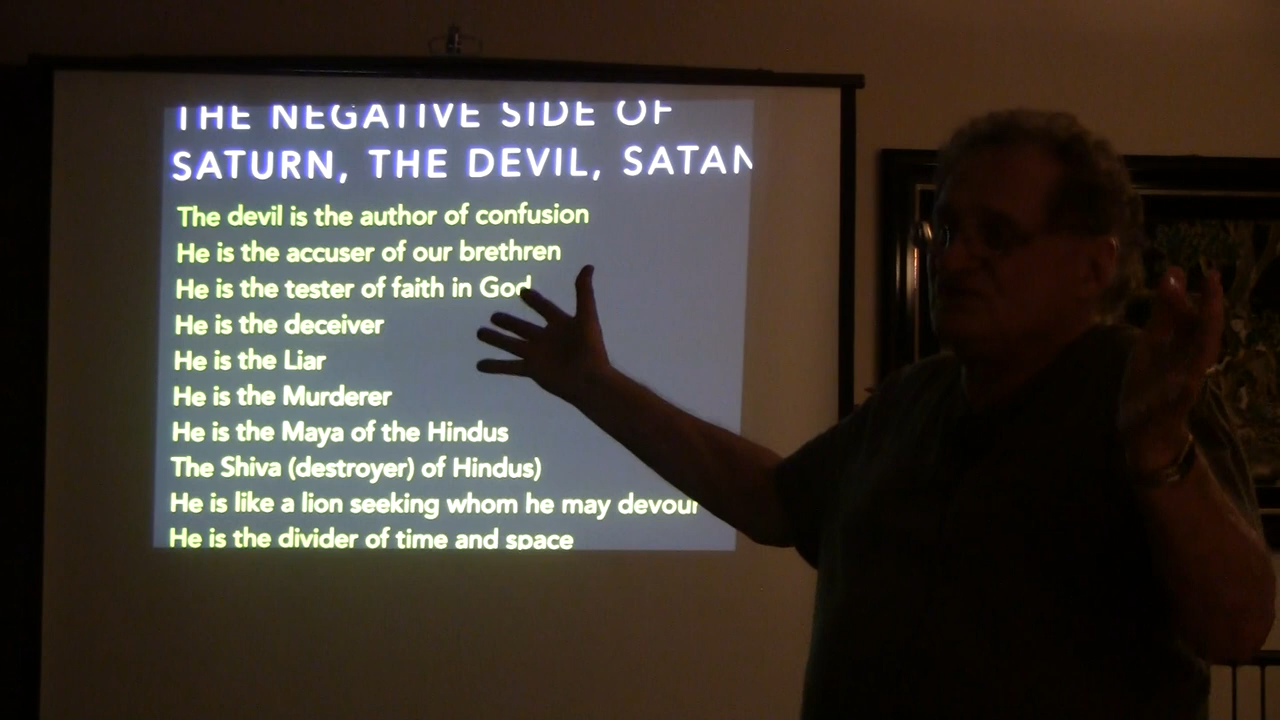 THE NEGATIVE SIDE OF
SATURN, THE DEVIL, SATAN
The devil is the author of confusion
He is the accuser of our brethren
He is the tester of faith in God
He is the deceiver
He is the Liar
He is the Murderer
He is the Maya of the Hindus
The Shiva (destroyer) of Hindus)
He is like a lion seeking whom he may devour
He is the divider of time and space